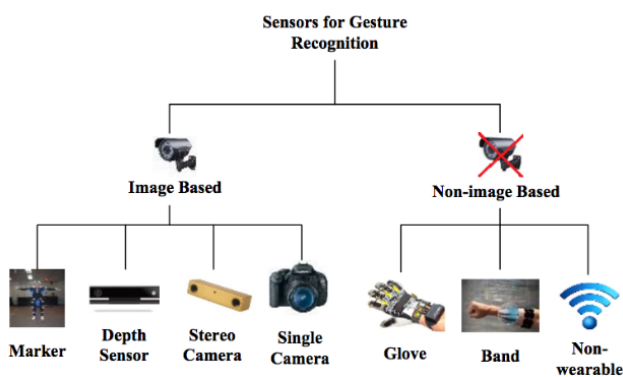 Sensors for Gesture
Recognition
Image Based
Non-image Based
Marker
Depth
Sensor
Stereo
Camera
Single
Camera
Glove
Band
Non-
wearable